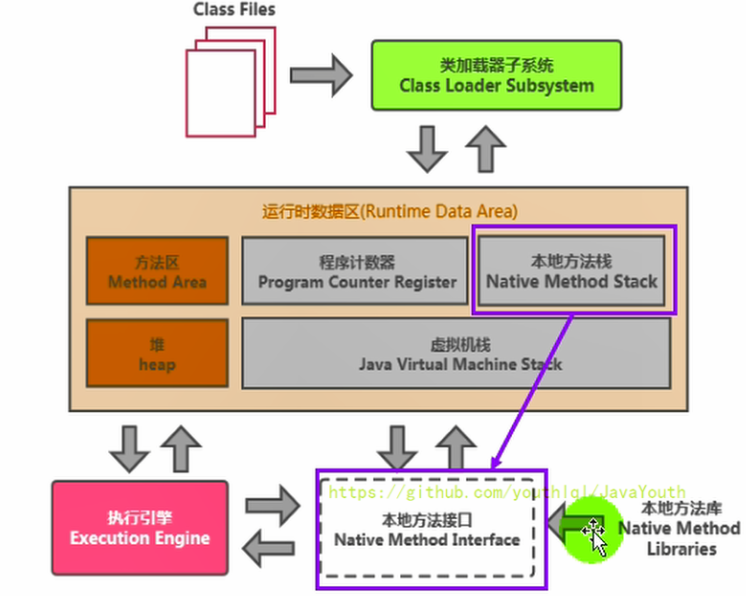 Class Files
类加载器子系统
Class Loader Subsystem
运行时数据区(Runtime Data Area)
方法区
Method Area
程序计数器
Program Counter Register
本地方法栈
Native Method Stack
堆
heap
虚拟机栈
Java Virtual Machine Stack
执行引擎
Execution Engine
https://github.com/youthlql/JavaYouth
本地方法接口
Native Method Interface
本地方法库
Native Method
Libraries